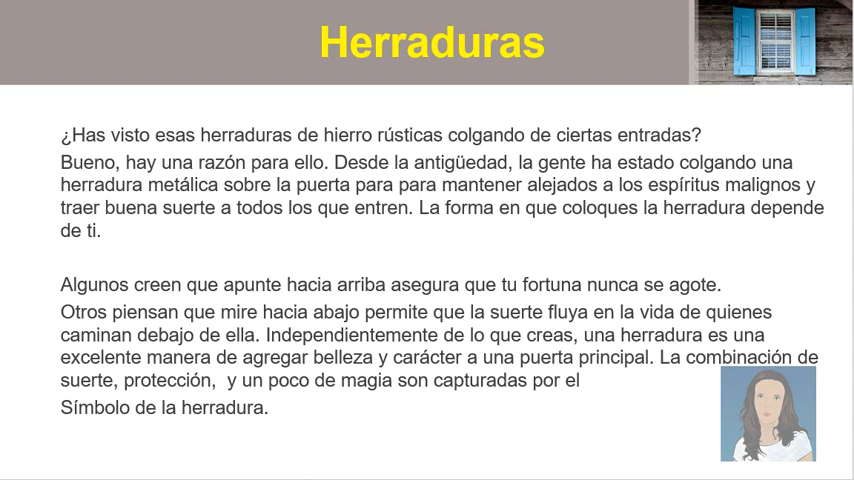 Herraduras
¿Has visto esas herraduras de hierro rústicas colgando de ciertas entradas?
Bueno, hay una razón para ello. Desde la antigüedad, la gente ha estado colgando una
herradura metálica sobre la puerta para para mantener alejados a los espíritus malignos y
traer buena suerte a todos los que entren. La forma en que coloques la herradura depende
de ti.
Algunos creen que apunte hacia arriba asegura que tu fortuna nunca se agote.
Otros piensan que mire hacia abajo permite que la suerte fluya en la vida de quienes
caminan debajo de ella. Independientemente de lo que creas, una herradura es una
excelente manera de agregar belleza y carácter a una puerta principal. La combinación de
suerte, protección,  y un poco de magia son capturadas por el
Símbolo de la herradura.